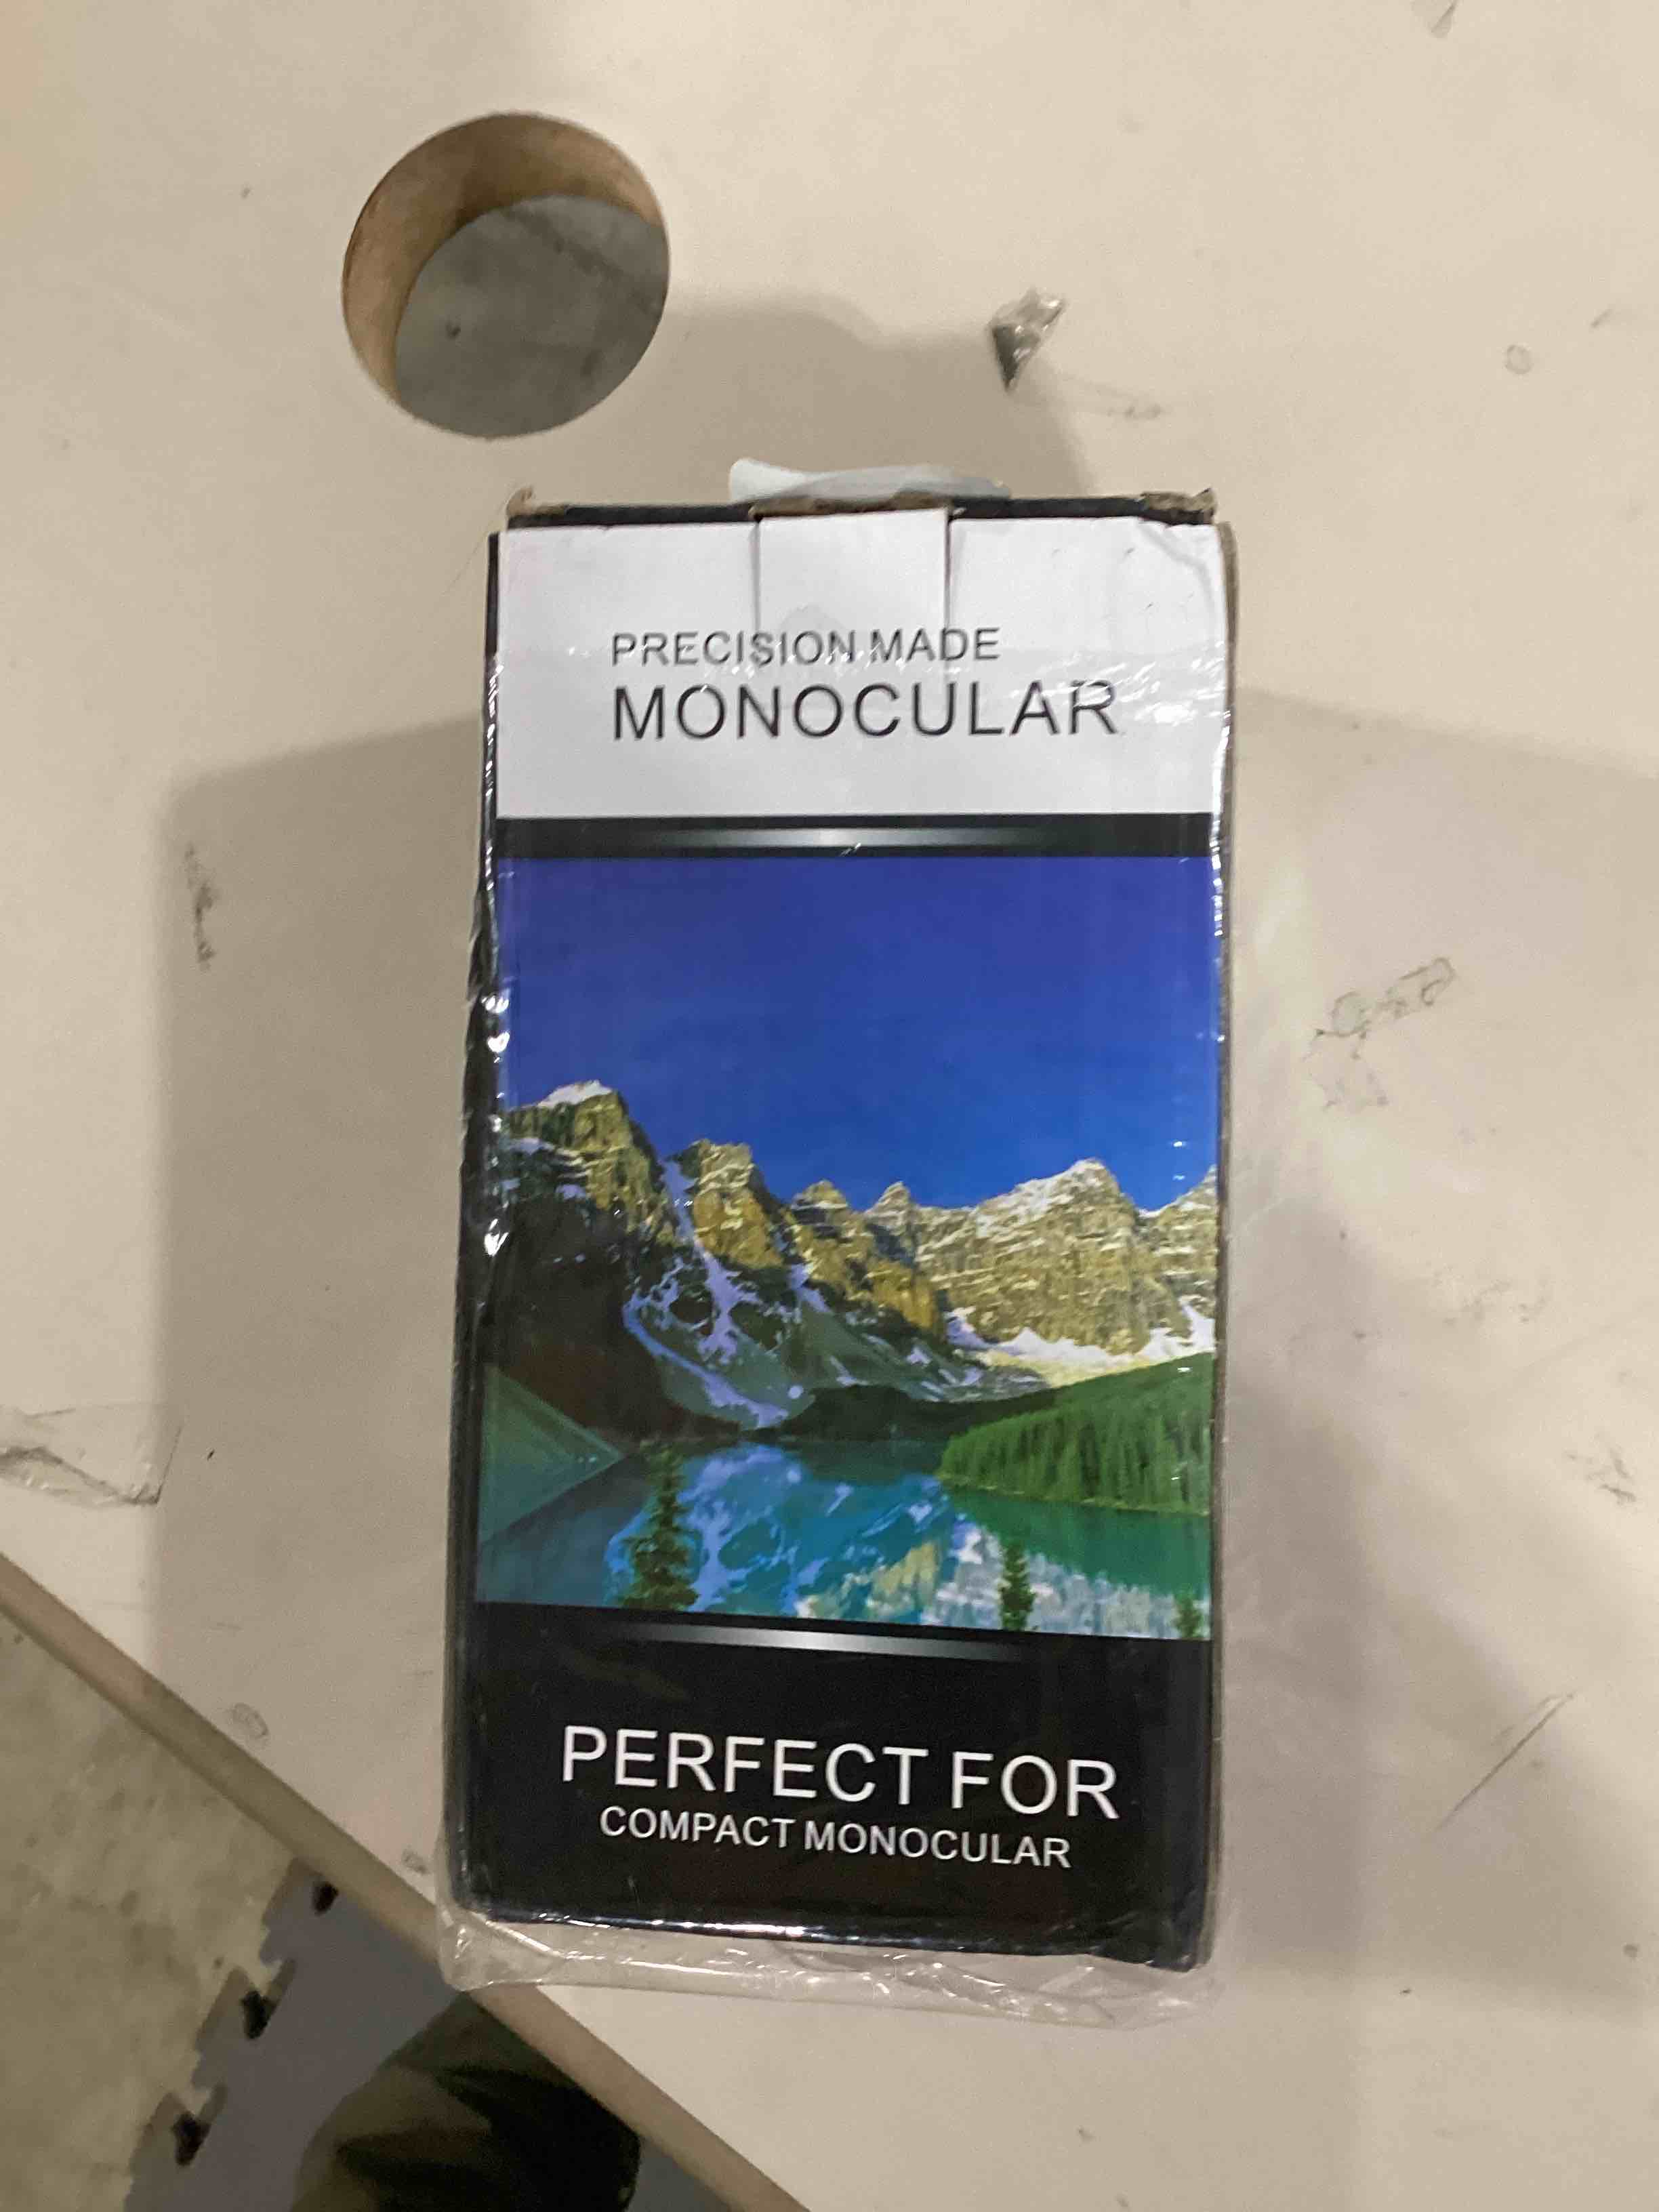 PRECISION MADE
MONOCULAR
PERFECT FOR
COMPACT MONOCULAR